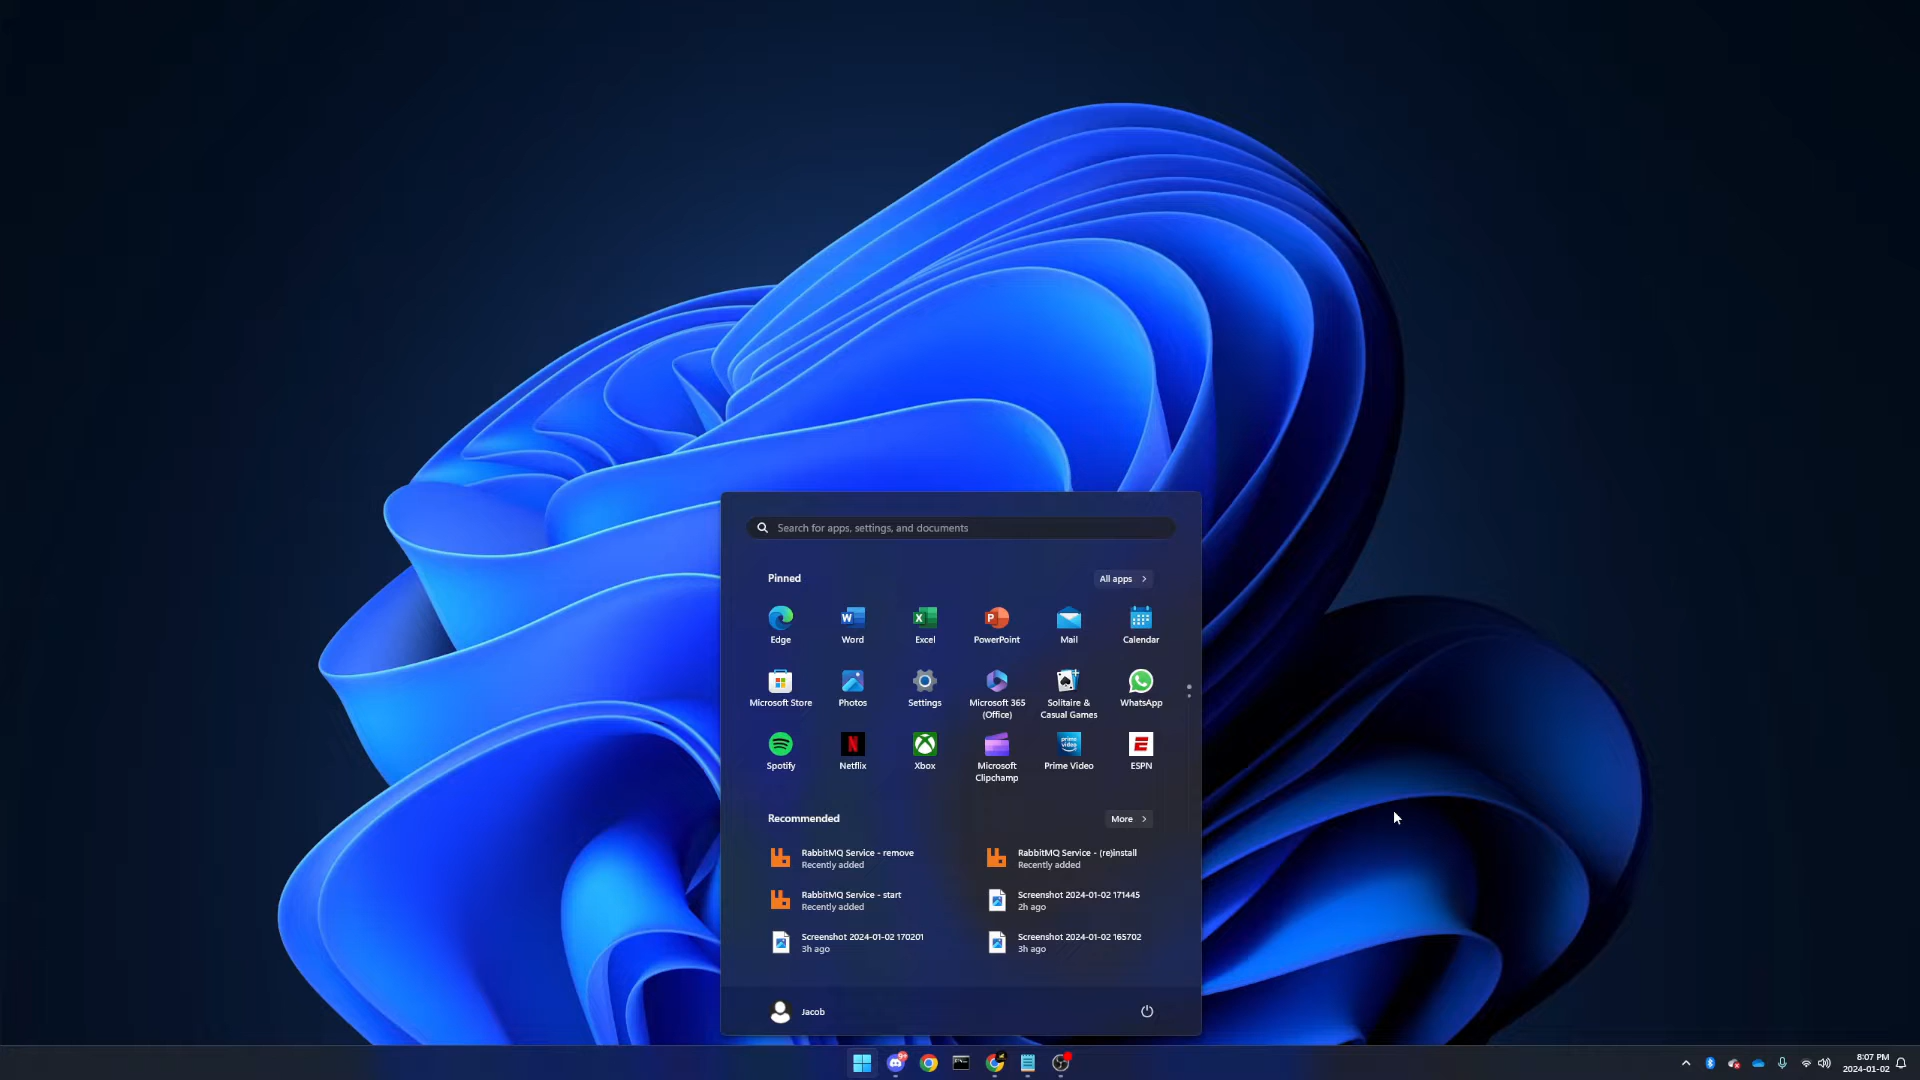 Search for apps, settings, and documents
Pinned
All apps
Edge
Word
Excel
PowerPoint
Mail
Calendar
Microsoft Store
Photos
Settings
Microsoft 365
(Office)
Solitaire &
Casual Games
WhatsApp
Spotify
Netflix
Xbox
Microsoft
Clipchamp
prime
video
Prime Video
ESPN
Recommended
More
RabbitMQ Service - remove
Recently added
RabbitMQ Service - (re)install
Recently added
RabbitMQ Service - start
Recently added
Screenshot 2024-01-02 171445
2h ago
Screenshot 2024-01-02 170201
3h ago
Screenshot 2024-01-02 165702
3h ago
Jacob
9+
8:07 PM
2024-01-02